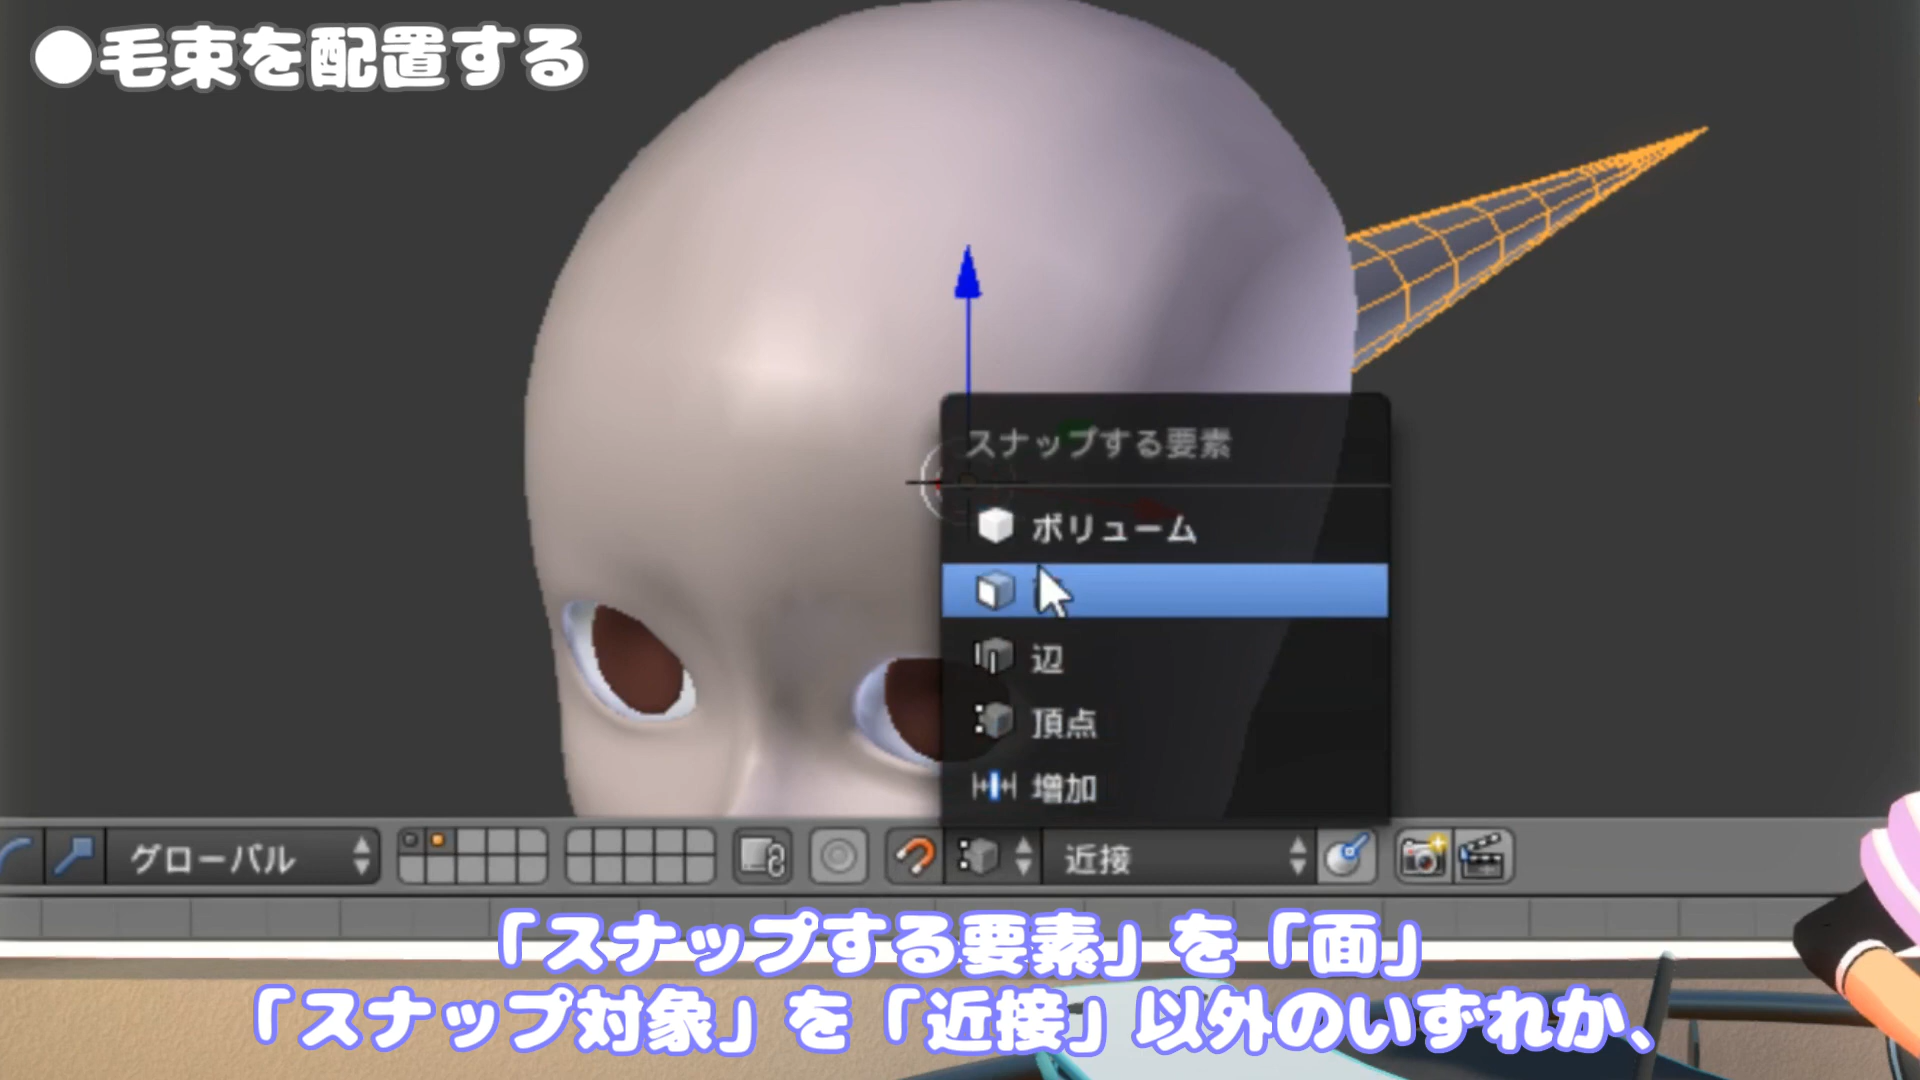 ●毛束を配置する
スナップする要素
ボリューム
辺
頂点
増加
グローバル
近接
「スナップする要素」を「面」
「スナップ対象」を「近接」以外のいずれか、